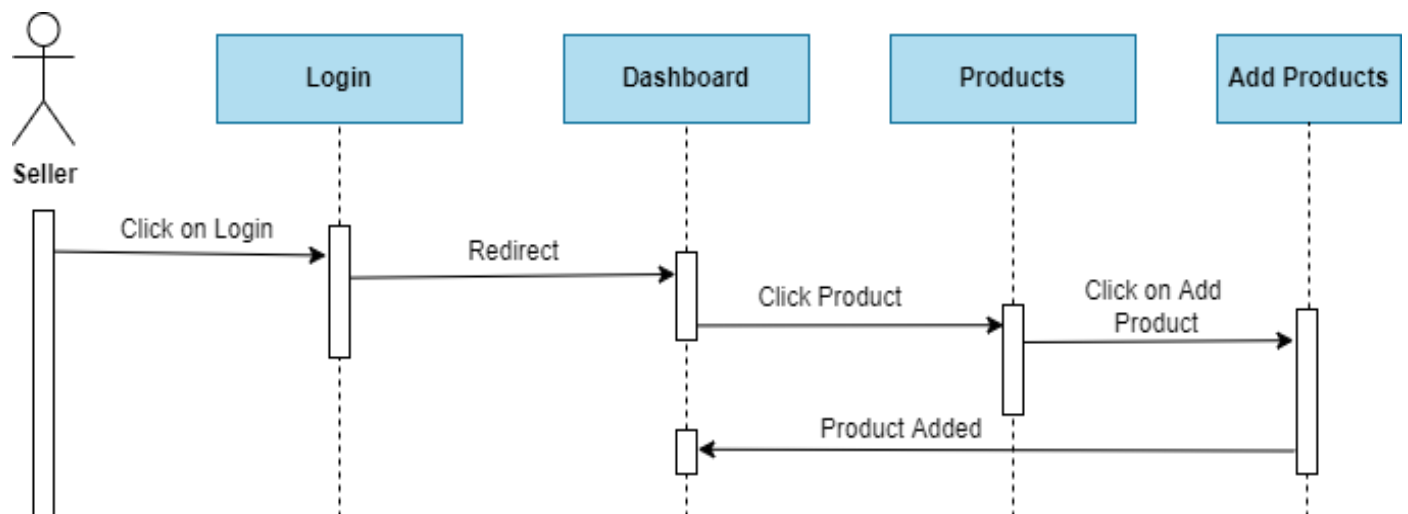 Login
Dashboard
Products
Add Products
Seller
Click on Login
Redirect
Click Product
Click on Add
Product
Product Added